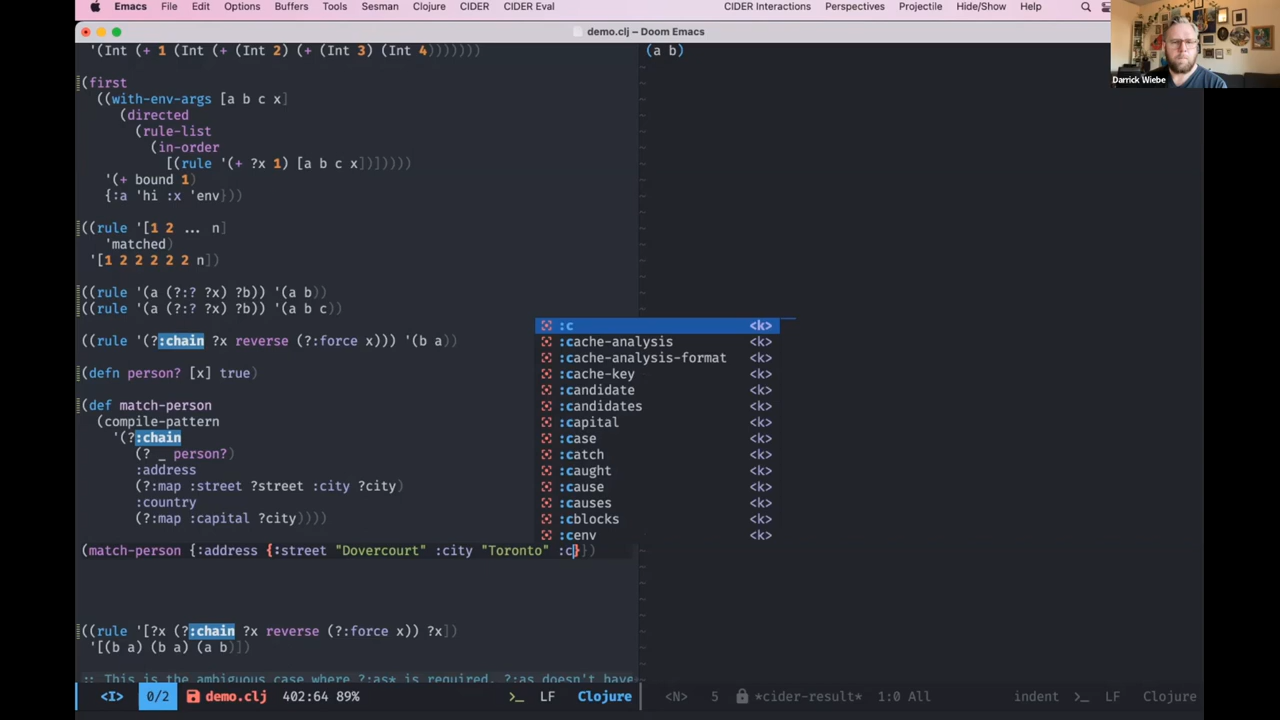 Emacs File Edit Options Buffers Tools Sesman Clojure CIDER CIDER Eval CIDER Interactions Perspectives Projectile Hide/Show Help
demo.clj — Doom Emacs
Darrick Wiebe
'(Int (+ 1 (Int (+ (Int 2) (+ (Int 3) (Int 4)))))))
(first
((with-env-args [a b c x]
(directed
(rule-list
(in-order
[(rule '(+ ?x 1) [a b c x])]))))
'(+ bound 1)
{:a 'hi :x 'env}))
((rule '[1 2 ... n]
'matched)
'[1 2 2 2 2 2 n])
((rule '(a (?:? ?x) ?b)) '(a b))
((rule '(a (?:? ?x) ?b)) '(a b c))
((rule '(?:chain ?x reverse (?:force x))) '(b a))
(defn person? [x] true)
(def match-person
(compile-pattern
'(?:chain
(? _ person?)
:address
(?:map :street ?street :city ?city)
:country
(?:map :capital ?city))))
(match-person {:address {:street "Dovercourt" :city "Toronto" :c}})
((rule '[?x (?:chain ?x reverse (?:force x)) ?x])
'[(b a) (b a) (a b)])
;; This is the ambiguous case where ?:as* is required. ?:as doesn't have
:c <k>
:cache-analysis <k>
:cache-analysis-format <k>
:cache-key <k>
:candidate <k>
:candidates <k>
:capital <k>
:case <k>
:catch <k>
:caught <k>
:cause <k>
:causes <k>
:cblocks <k>
:cenv <k>
(a b)
<I> 0/2 demo.clj 402:64 89% LF Clojure
<N> 5 *cider-result* 1:0 All indent LF Clojure